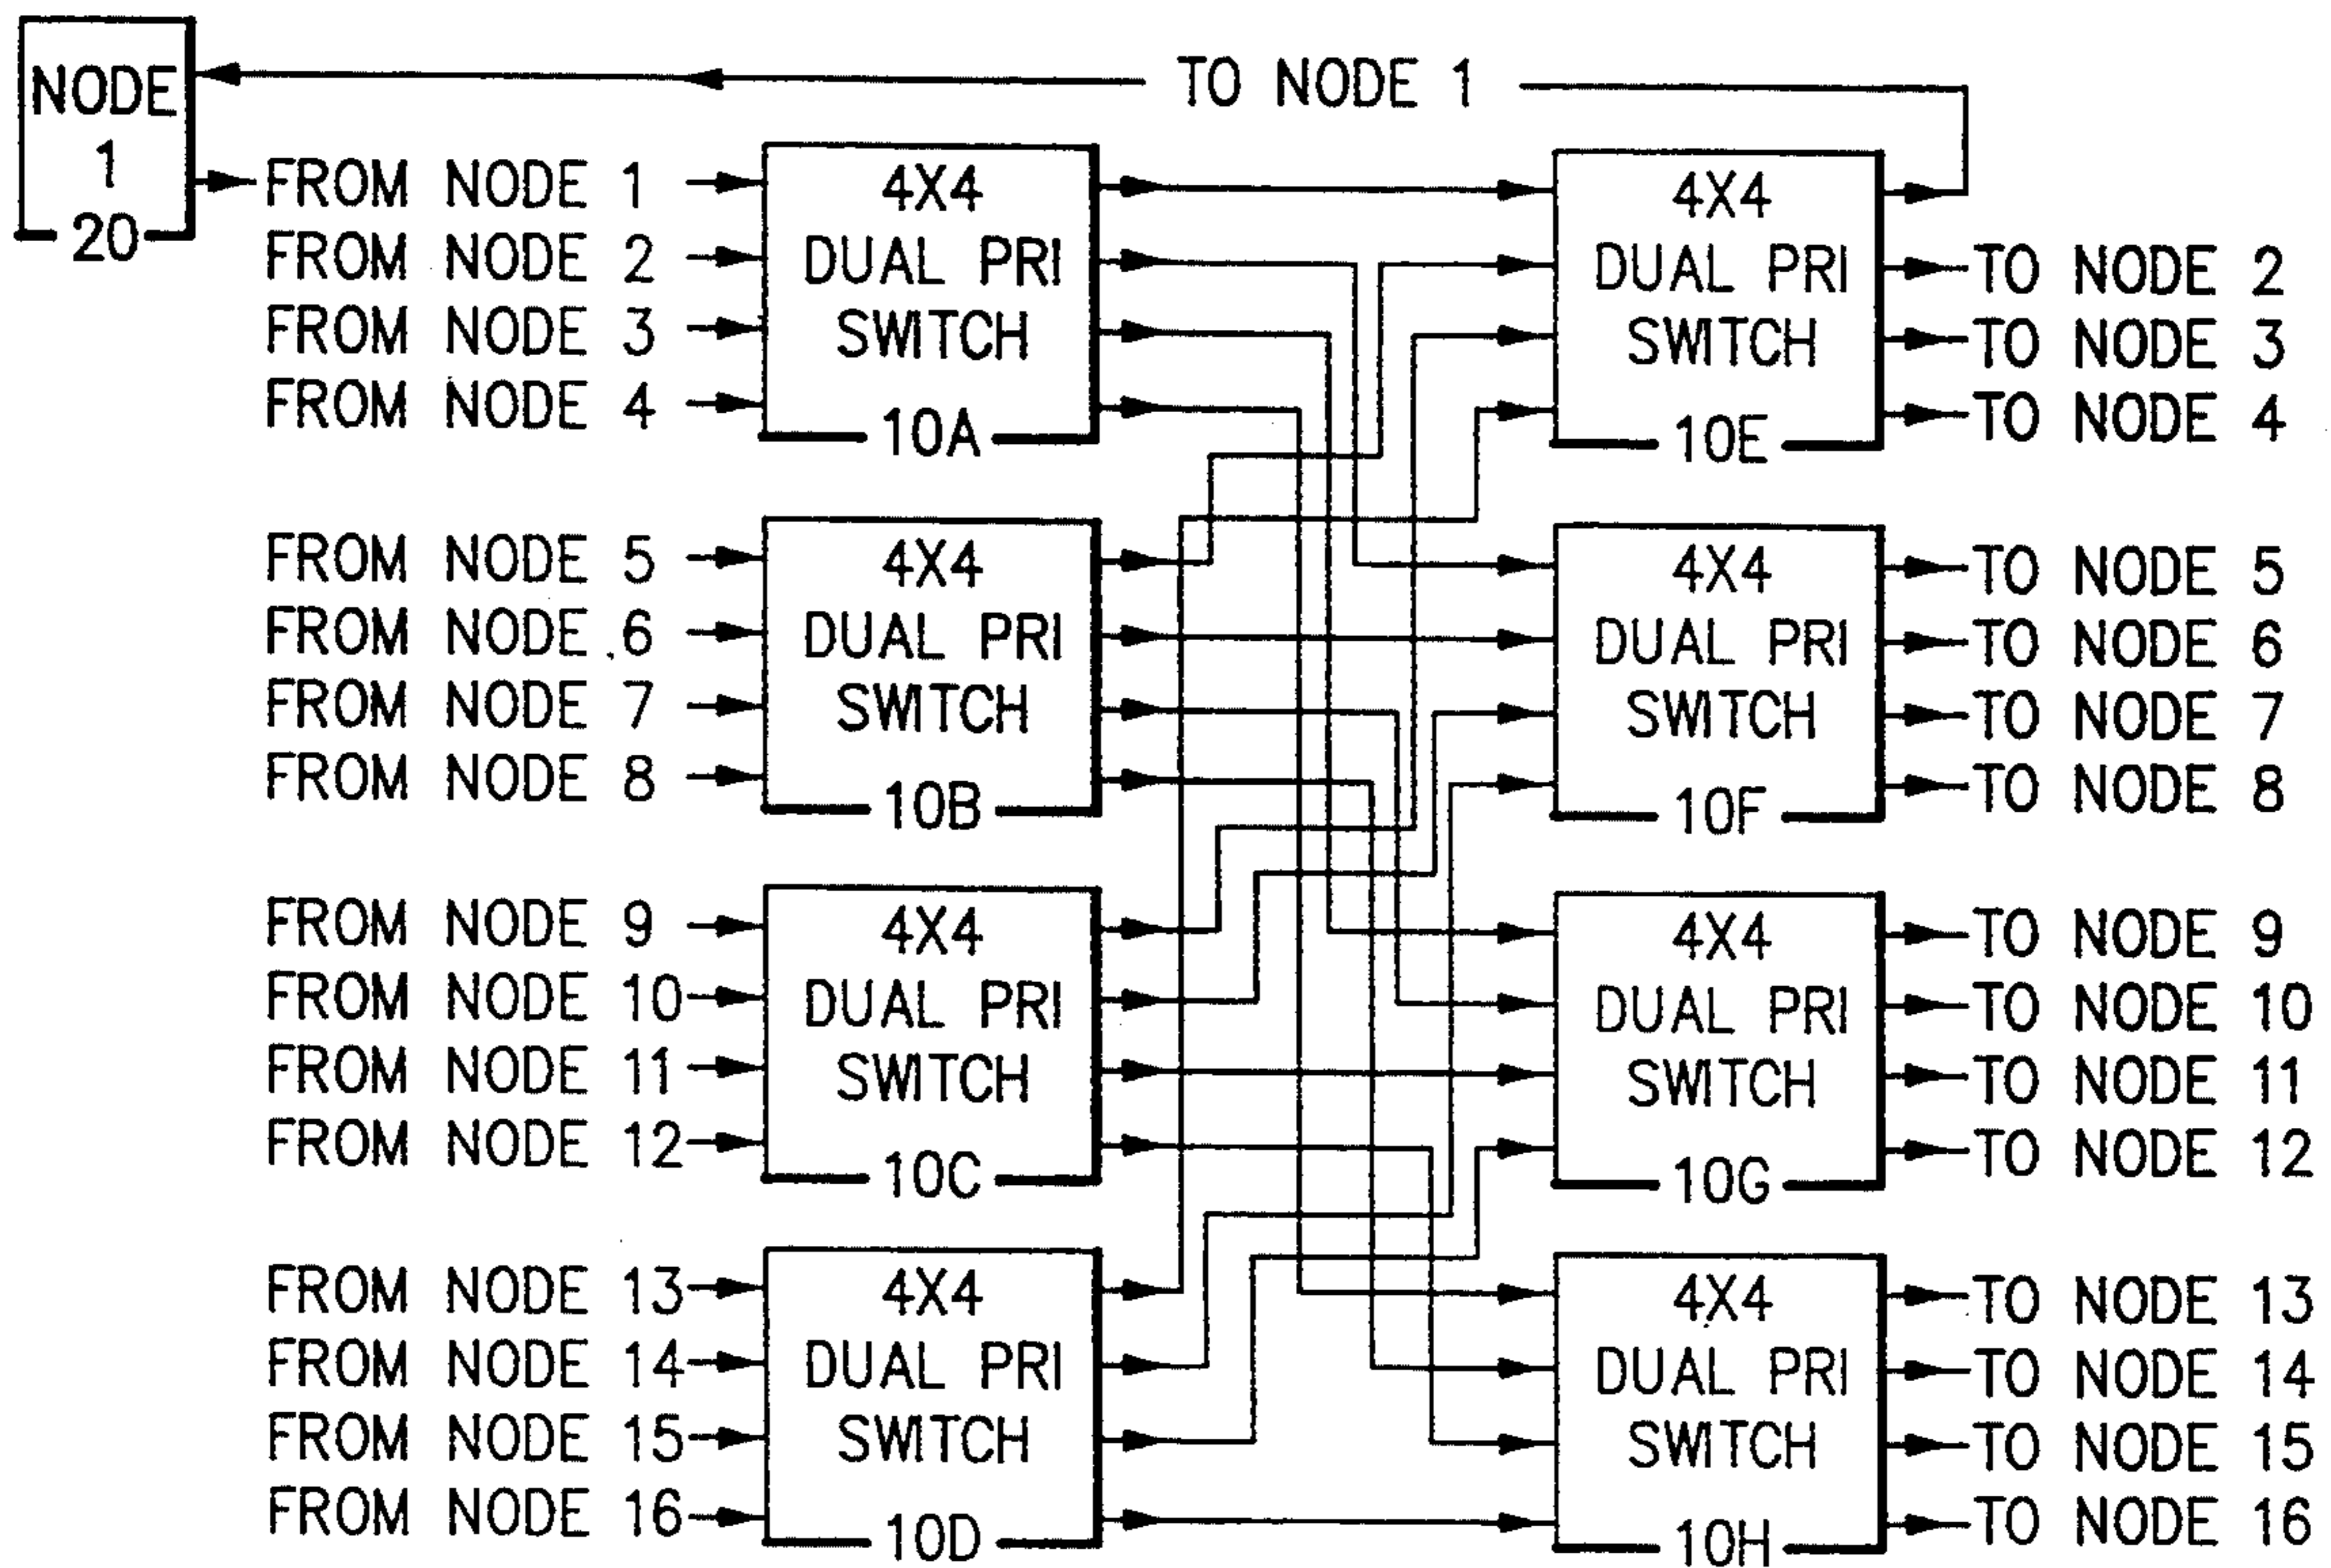 NODE
1
20
TO NODE 1
FROM NODE 1
FROM NODE 2
FROM NODE 3
FROM NODE 4
4X4
DUAL PRI
SWITCH
10A
4X4
DUAL PRI
SWITCH
10E
TO NODE 2
TO NODE 3
TO NODE 4
FROM NODE 5
FROM NODE 6
FROM NODE 7
FROM NODE 8
4X4
DUAL PRI
SWITCH
10B
4X4
DUAL PRI
SWITCH
10F
TO NODE 5
TO NODE 6
TO NODE 7
TO NODE 8
FROM NODE 9
FROM NODE 10
FROM NODE 11
FROM NODE 12
4X4
DUAL PRI
SWITCH
10C
4X4
DUAL PRI
SWITCH
10G
TO NODE 9
TO NODE 10
TO NODE 11
TO NODE 12
FROM NODE 13
FROM NODE 14
FROM NODE 15
FROM NODE 16
4X4
DUAL PRI
SWITCH
10D
4X4
DUAL PRI
SWITCH
10H
TO NODE 13
TO NODE 14
TO NODE 15
TO NODE 16